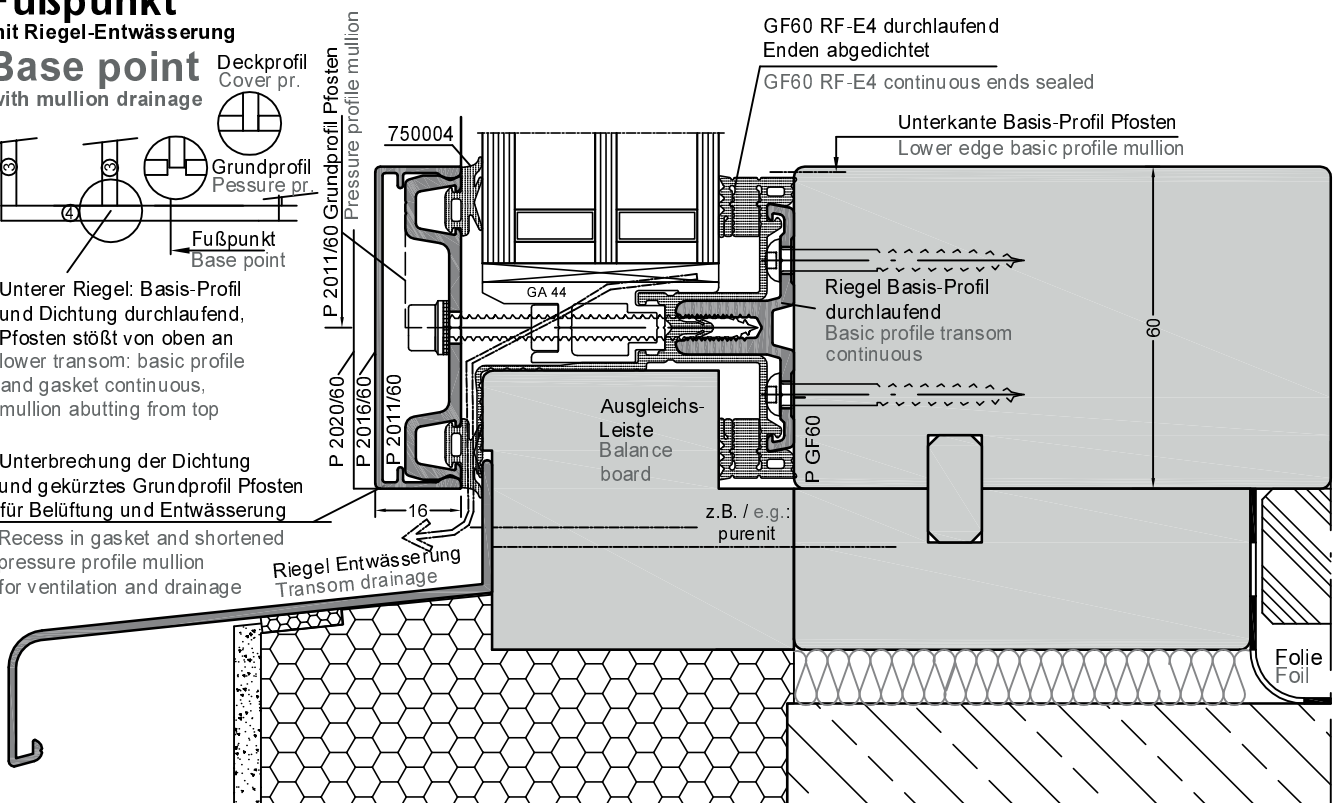 Fußpunkt
mit Riegel-Entwässerung
Base point
with mullion drainage
Deckprofil
Cover pr.
Grundprofil
Pessure pr.
3
3
4
Fußpunkt
Base point
Unterer Riegel: Basis-Profil
und Dichtung durchlaufend,
Pfosten stößt von oben an
lower transom: basic profile
and gasket continuous,
mullion abutting from top
Unterbrechung der Dichtung
und gekürztes Grundprofil Pfosten
für Belüftung und Entwässerung
Recess in gasket and shortened
pressure profile mullion
for ventilation and drainage
P 2011/60 Grundprofil Pfosten
Pressure profile mullion
750004
P 2020/60
P 2016/60
P 2011/60
16
Riegel Entwässerung
Transom drainage
GA 44
Ausgleichs-
Leiste
Balance
board
z.B. / e.g.:
purenit
GF60 RF-E4 durchlaufend
Enden abgedichtet
GF60 RF-E4 continuous ends sealed
Unterkante Basis-Profil Pfosten
Lower edge basic profile mullion
Riegel Basis-Profil
durchlaufend
Basic profile transom
continuous
P GF60
60
Folie
Foil